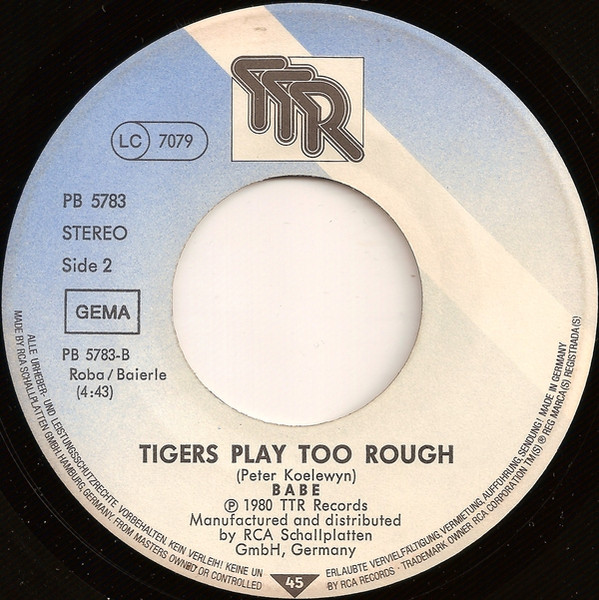 TTR
LC 7079
PB 5783
STEREO
Side 2
GEMA
PB 5783-B
Roba/Baierle
(4:43)
TIGERS PLAY TOO ROUGH
(Peter Koelewyn)
BABE
℗ 1980 TTR Records
Manufactured and distributed
by RCA Schallplatten
GmbH, Germany
45
ALLE URHEBER- UND LEISTUNGSSCHUTZRECHTE VORBEHALTEN. KEIN VERLEIH! KEINE UN
ERLAUBTE VERVIELFÄLTIGUNG, VERMIETUNG, AUFFÜHRUNG, SENDUNG! MADE IN GERMANY
MADE BY RCA SCHALLPLATTEN GMBH, HAMBURG, GERMANY. FROM MASTERS OWNED OR CONTROLLED
BY RCA RECORDS · TRADEMARK OWNER RCA CORPORATION TM(S) ® REG MARCA(S) REGISTRADA(S)